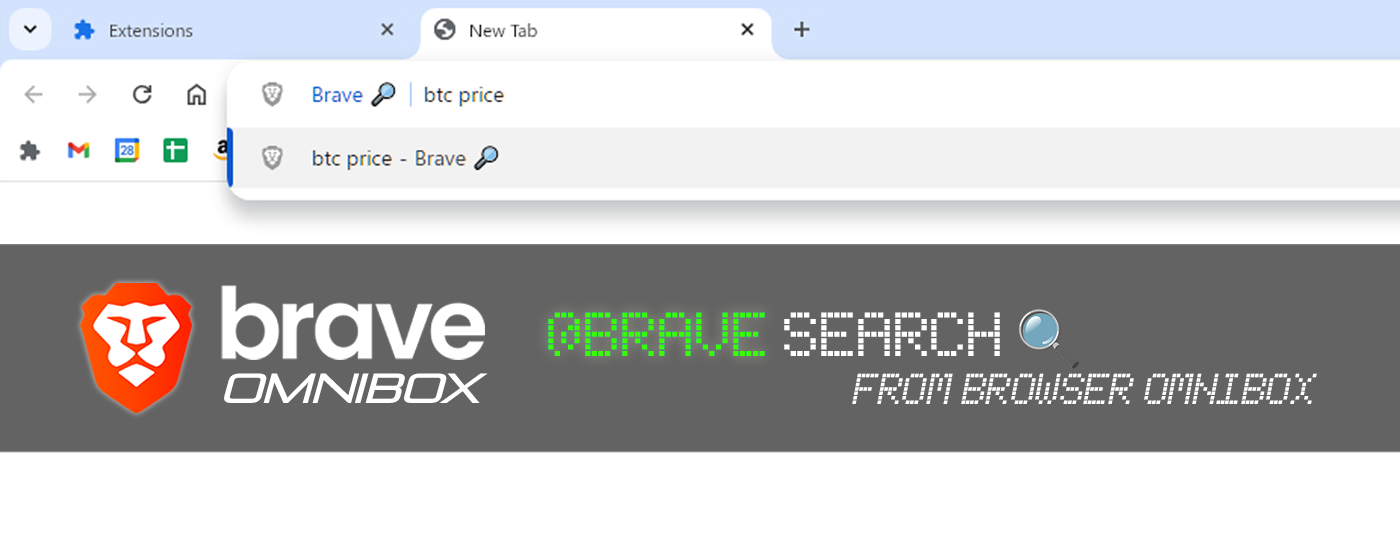 Extensions New Tab
Brave 🔎 btc price
28
btc price - Brave 🔎
brave
OMNIBOX
@BRAVE SEARCH 🔍
FROM BROWSER OMNIBOX